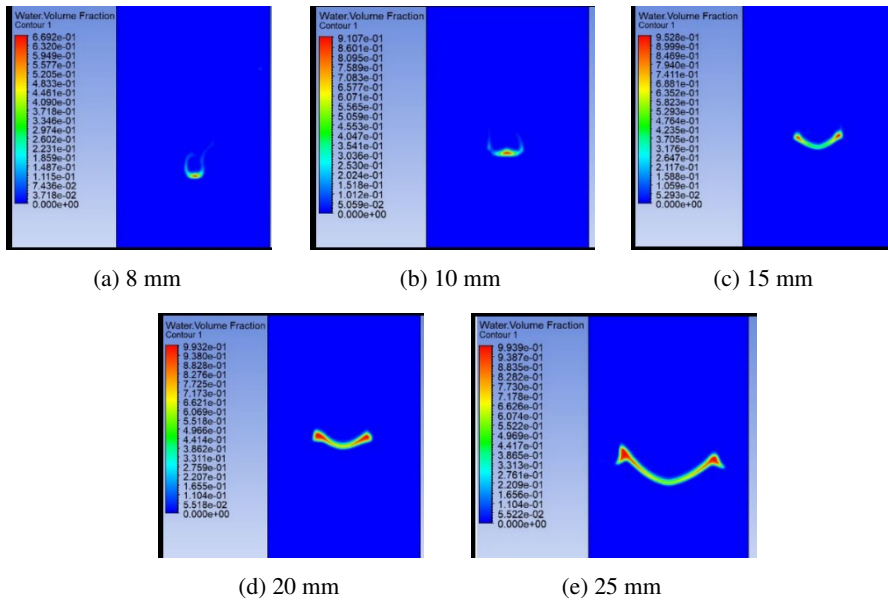 Water.Volume Fraction
Contour 1
6.692e-01
6.320e-01
5.949e-01
5.577e-01
5.205e-01
4.833e-01
4.461e-01
4.090e-01
3.718e-01
3.346e-01
2.974e-01
2.602e-01
2.231e-01
1.859e-01
1.487e-01
1.115e-01
7.436e-02
3.718e-02
0.000e+00
(a) 8 mm
Water.Volume Fraction
Contour 1
9.107e-01
8.601e-01
8.095e-01
7.589e-01
7.083e-01
6.577e-01
6.071e-01
5.565e-01
5.059e-01
4.553e-01
4.047e-01
3.541e-01
3.036e-01
2.530e-01
2.024e-01
1.518e-01
1.012e-01
5.059e-02
0.000e+00
(b) 10 mm
Water.Volume Fraction
Contour 1
9.528e-01
8.999e-01
8.469e-01
7.940e-01
7.411e-01
6.881e-01
6.352e-01
5.823e-01
5.293e-01
4.764e-01
4.235e-01
3.705e-01
3.176e-01
2.647e-01
2.117e-01
1.588e-01
1.059e-01
5.293e-02
0.000e+00
(c) 15 mm
Water.Volume Fraction
Contour 1
9.932e-01
9.380e-01
8.828e-01
8.276e-01
7.725e-01
7.173e-01
6.621e-01
6.069e-01
5.518e-01
4.966e-01
4.414e-01
3.862e-01
3.311e-01
2.759e-01
2.207e-01
1.655e-01
1.104e-01
5.518e-02
0.000e+00
(d) 20 mm
Water.Volume Fraction
Contour 1
9.939e-01
9.387e-01
8.835e-01
8.282e-01
7.730e-01
7.178e-01
6.626e-01
6.074e-01
5.522e-01
4.969e-01
4.417e-01
3.865e-01
3.313e-01
2.761e-01
2.209e-01
1.656e-01
1.104e-01
5.522e-02
0.000e+00
(e) 25 mm